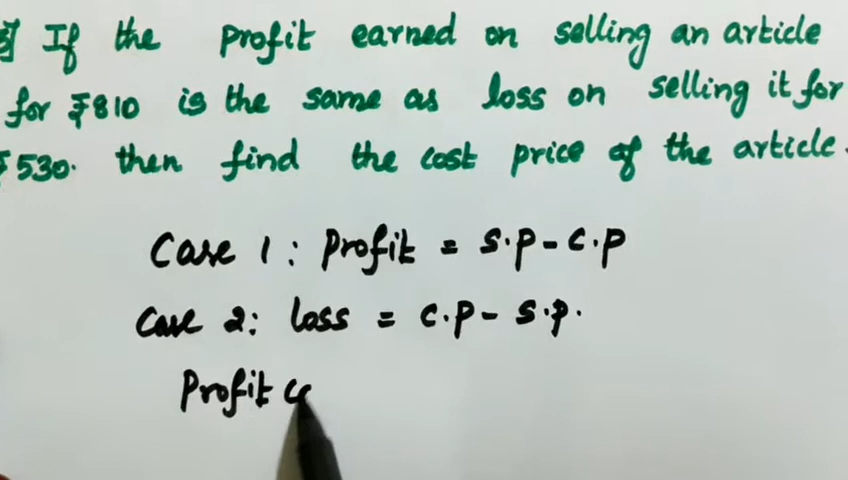 If the profit earned on selling an article
for ₹810 is the same as loss on selling it for
₹530. then find the cost price of the article.
Case 1: Profit = S.P - C.P
Case 2: loss = C.P - S.P.
Profit